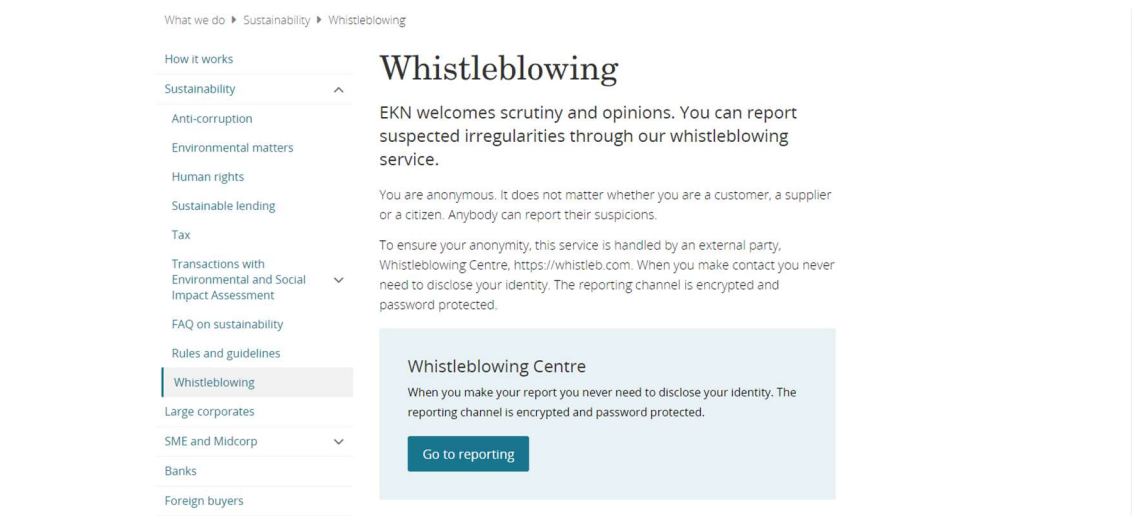 What we do ▶ Sustainability ▶ Whistleblowing
How it works
Sustainability
Anti-corruption
Environmental matters
Human rights
Sustainable lending
Tax
Transactions with
Environmental and Social
Impact Assessment
FAQ on sustainability
Rules and guidelines
Whistleblowing
Large corporates
SME and Midcorp
Banks
Foreign buyers
Whistleblowing
EKN welcomes scrutiny and opinions. You can report
suspected irregularities through our whistleblowing
service.
You are anonymous. It does not matter whether you are a customer, a supplier
or a citizen. Anybody can report their suspicions.
To ensure your anonymity, this service is handled by an external party,
Whistleblowing Centre, https://whistleb.com. When you make contact you never
need to disclose your identity. The reporting channel is encrypted and
password protected.
Whistleblowing Centre
When you make your report you never need to disclose your identity. The
reporting channel is encrypted and password protected.
Go to reporting